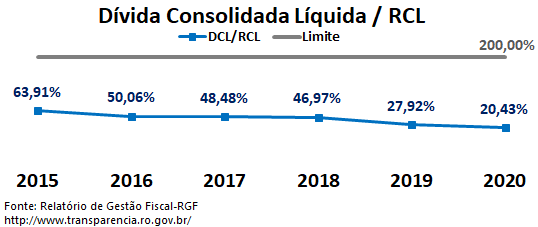 Dívida Consolidada Líquida / RCL
DCL/RCL Limite
200,00%
63,91% 50,06% 48,48% 46,97% 27,92% 20,43%
2015 2016 2017 2018 2019 2020
Fonte: Relatório de Gestão Fiscal-RGF
http://www.transparencia.ro.gov.br/